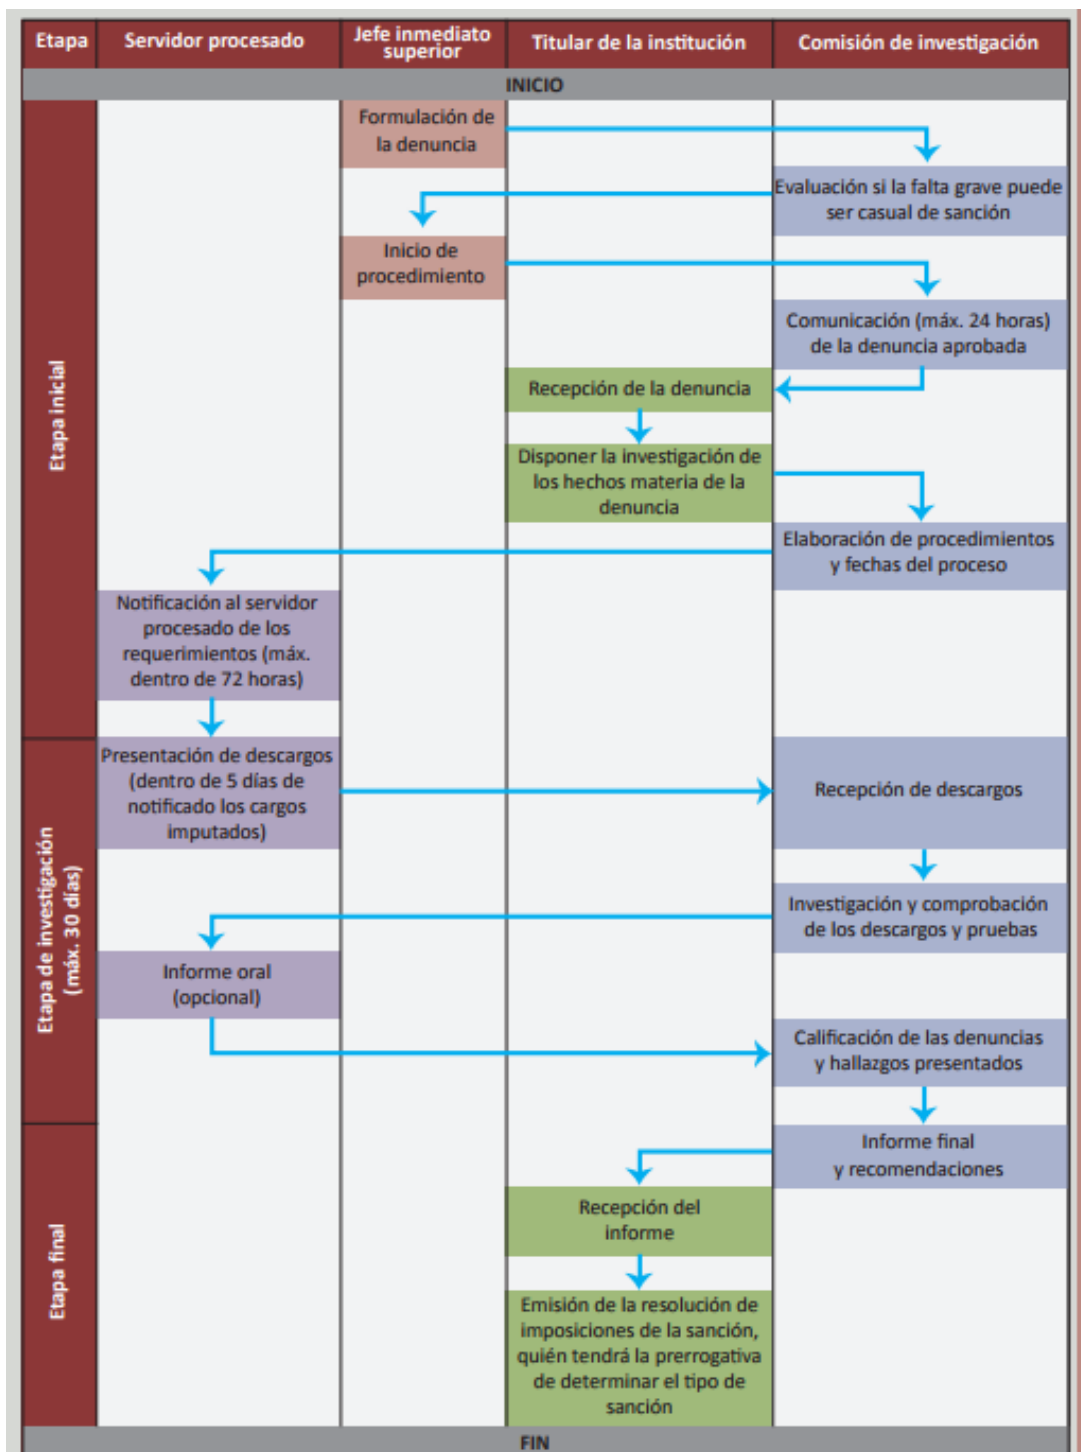 Etapa
Servidor procesado
Jefe inmediato
superior
Titular de la institución
Comisión de investigación
INICIO
Etapa inicial
Formulación de
la denuncia
Evaluación si la falta grave puede
ser casual de sanción
Inicio de
procedimiento
Comunicación (máx. 24 horas)
de la denuncia aprobada
Recepción de la denuncia
Disponer la investigación de
los hechos materia de la
denuncia
Elaboración de procedimientos
y fechas del proceso
Notificación al servidor
procesado de los
requerimientos (máx.
dentro de 72 horas)
Etapa de investigación
(máx. 30 días)
Presentación de descargos
(dentro de 5 días de
notificado los cargos
imputados)
Recepción de descargos
Investigación y comprobación
de los descargos y pruebas
Informe oral
(opcional)
Calificación de las denuncias
y hallazgos presentados
Etapa final
Informe final
y recomendaciones
Recepción del
informe
Emisión de la resolución de
imposiciones de la sanción,
quién tendrá la prerrogativa
de determinar el tipo de
sanción
FIN